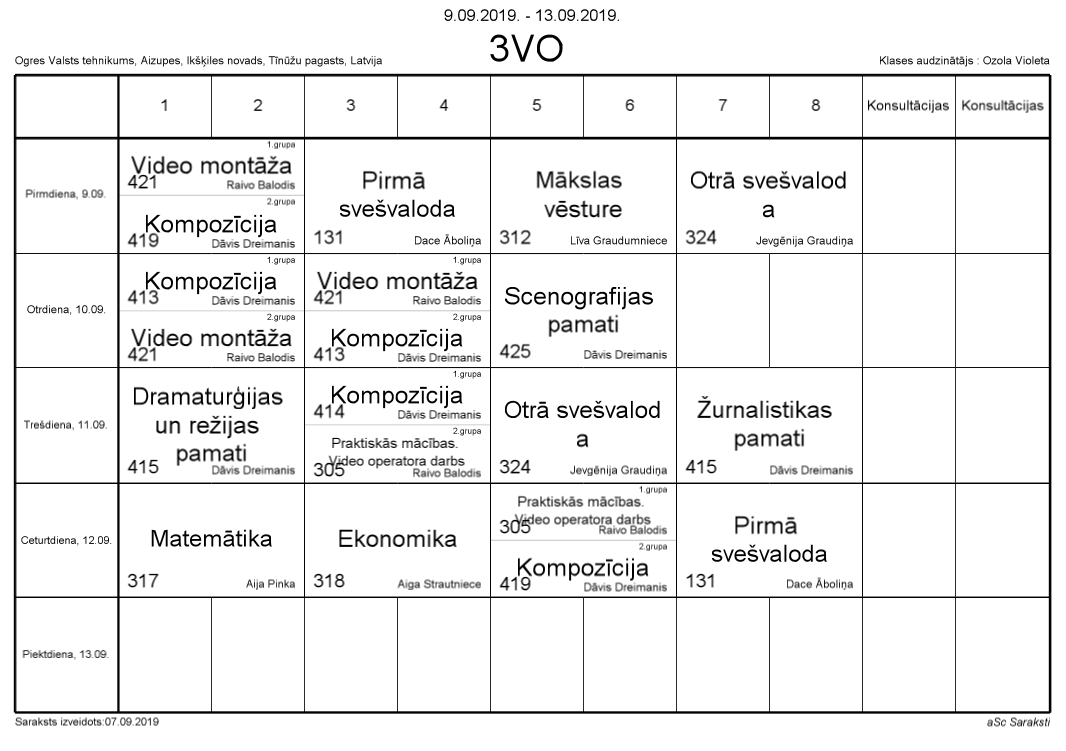 9.09.2019. - 13.09.2019.
3VO
Ogres Valsts tehnikums, Aizupes, Ikšķiles novads, Tīnūžu pagasts, Latvija
Klases audzinātājs : Ozola Violeta
1 2 3 4 5 6 7 8 Konsultācijas Konsultācijas
Pirmdiena, 9.09.
1.grupa
Video montāža
421 Raivo Balodis
2.grupa
Kompozīcija
419 Dāvis Dreimanis
Pirmā
svešvaloda
131 Dace Āboliņa
Mākslas
vēsture
312 Līva Graudumniece
Otrā svešvalod
a
324 Jevgēnija Graudiņa
Otrdiena, 10.09.
1.grupa
Kompozīcija
413 Dāvis Dreimanis
2.grupa
Video montāža
421 Raivo Balodis
1.grupa
Video montāža
421 Raivo Balodis
2.grupa
Kompozīcija
413 Dāvis Dreimanis
Scenografijas
pamati
425 Dāvis Dreimanis
Trešdiena, 11.09.
Dramaturģijas
un režijas
pamati
415 Dāvis Dreimanis
1.grupa
Kompozīcija
414 Dāvis Dreimanis
2.grupa
Praktiskās mācības.
Video operatora darbs
305 Raivo Balodis
Otrā svešvalod
a
324 Jevgēnija Graudiņa
Žurnalistikas
pamati
415 Dāvis Dreimanis
Ceturtdiena, 12.09.
Matemātika
317 Aija Pinka
Ekonomika
318 Aiga Strautniece
1.grupa
Praktiskās mācības.
Video operatora darbs
305 Raivo Balodis
2.grupa
Kompozīcija
419 Dāvis Dreimanis
Pirmā
svešvaloda
131 Dace Āboliņa
Piektdiena, 13.09.
Saraksts izveidots:07.09.2019
aSc Saraksti